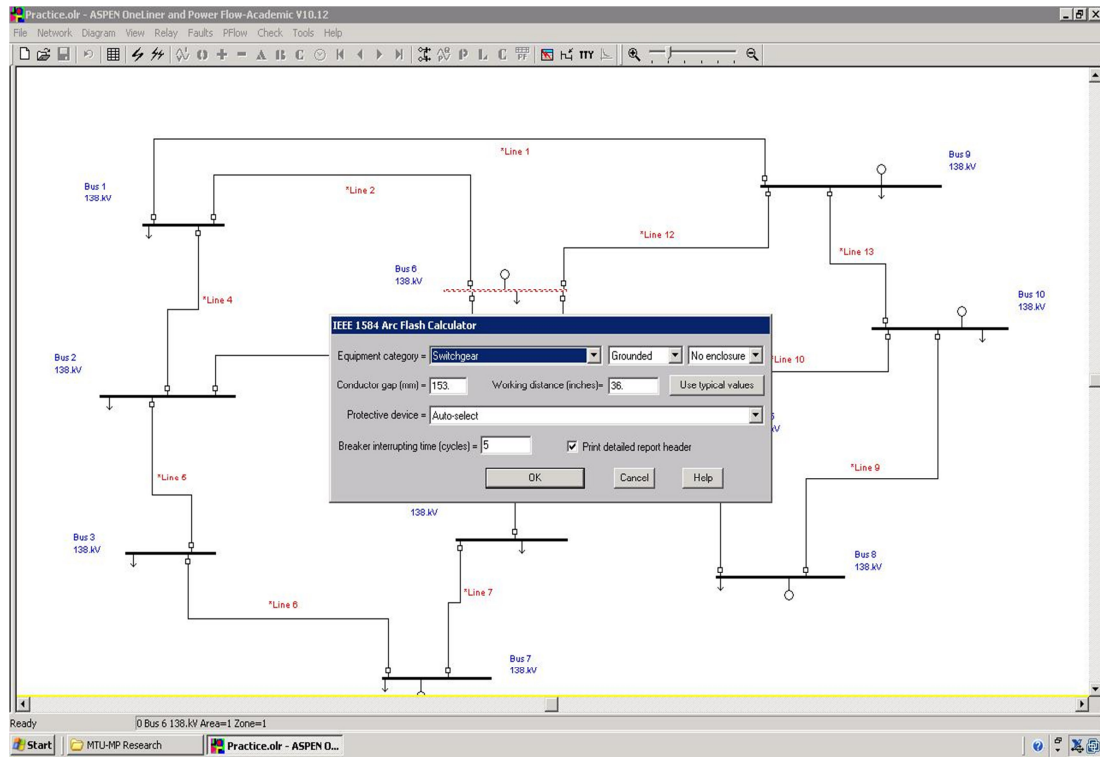 Practice.olr - ASPEN OneLiner and Power Flow-Academic V10.12
File Network Diagram View Relay Faults PFlow Check Tools Help
TTY
*Line 1
Bus 9
138.kV
Bus 1
138.kV
*Line 2
*Line 12
*Line 13
Bus 6
138.kV
*Line 4
Bus 10
138.kV
IEEE 1584 Arc Flash Calculator
Equipment category = Switchgear Grounded No enclosure
Conductor gap (mm) = 153. Working distance (inches)= 36. Use typical values
Protective device = Auto-select
Breaker interrupting time (cycles) = 5 Print detailed report header
OK Cancel Help
Bus 2
138.kV
*Line 10
*Line 5
*Line 9
138.kV
Bus 3
138.kV
Bus 8
138.kV
*Line 6
*Line 7
Bus 7
138.kV
Ready 0 Bus 6 138.kV Area=1 Zone=1
Start MTU-MP Research Practice.olr - ASPEN O...